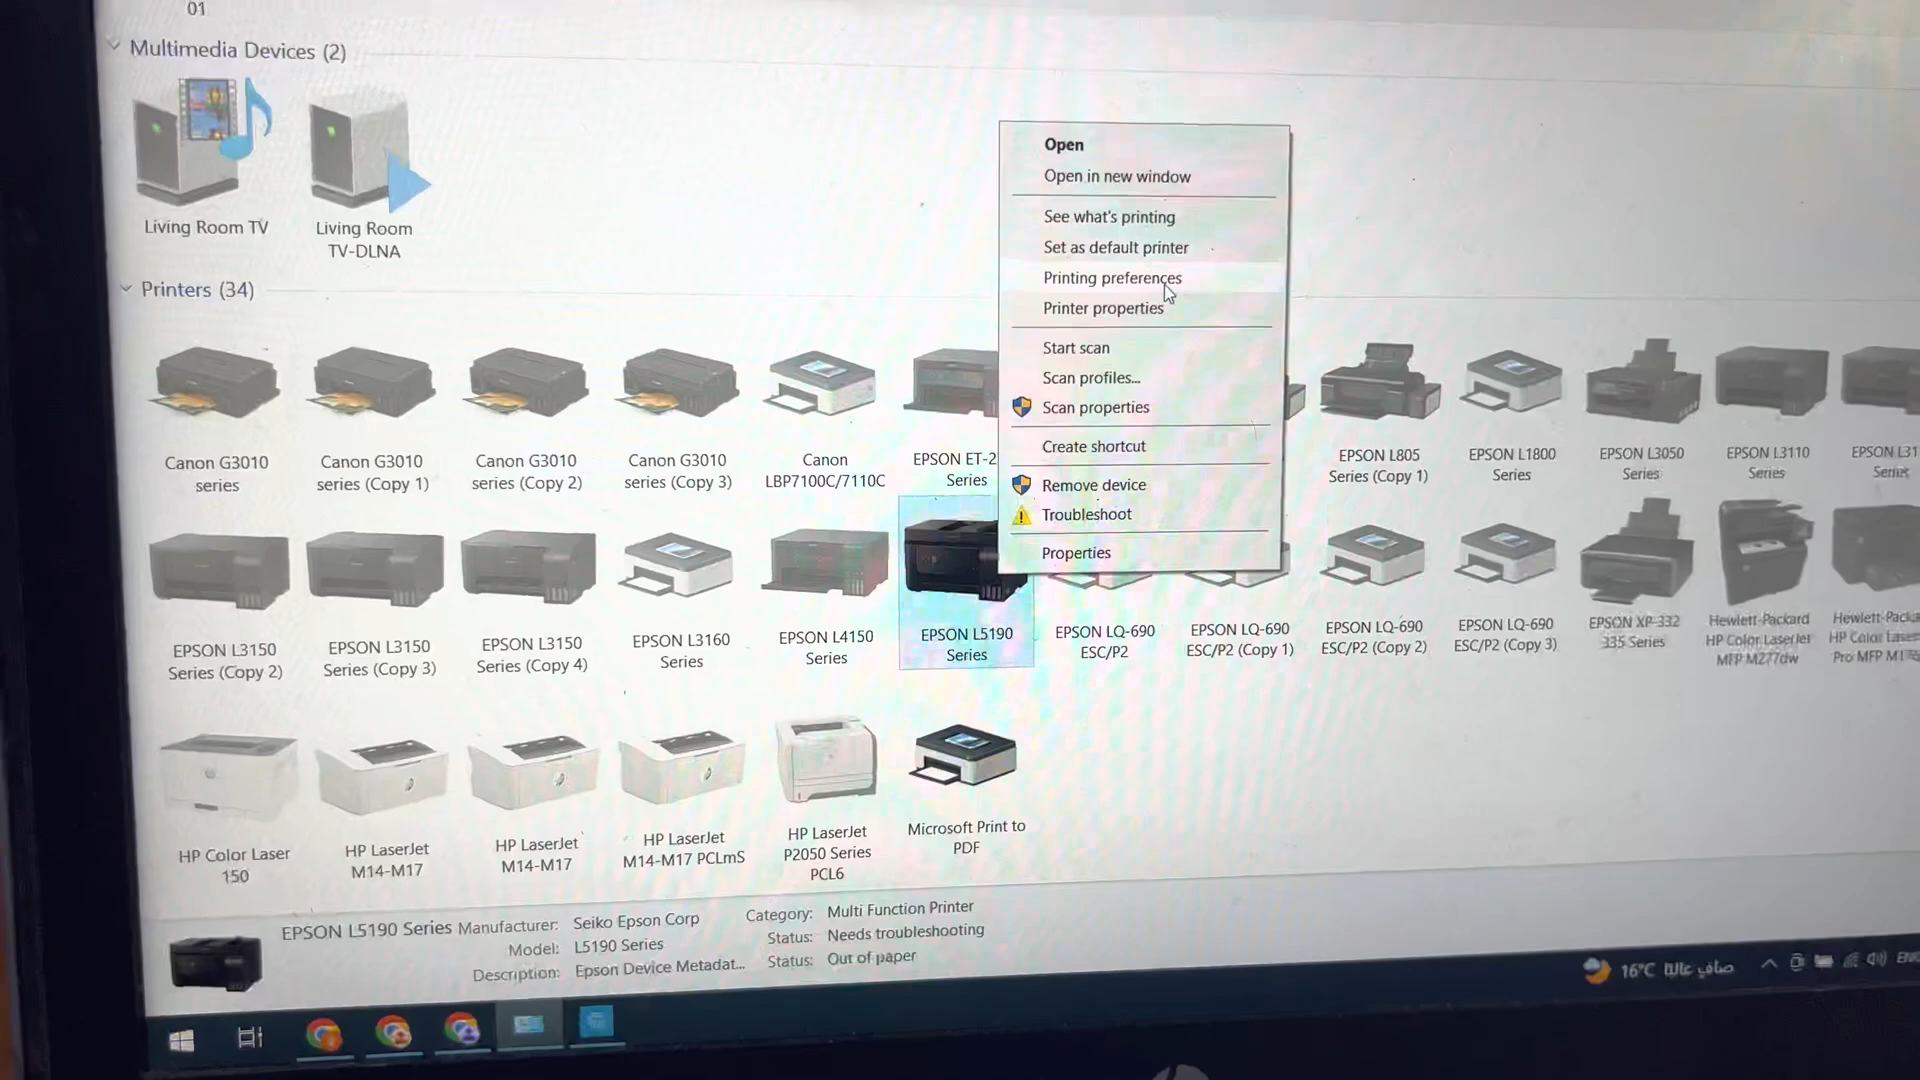 01
Multimedia Devices (2)
Living Room TV
Living Room
TV-DLNA
Open
Open in new window
See what's printing
Set as default printer
Printing preferences
Printer properties
Start scan
Scan profiles...
Scan properties
Create shortcut
Remove device
Troubleshoot
Properties
Printers (34)
Canon G3010
series
Canon G3010
series (Copy 1)
Canon G3010
series (Copy 2)
Canon G3010
series (Copy 3)
Canon
LBP7100C/7110C
EPSON ET-2
Series
EPSON L805
Series (Copy 1)
EPSON L1800
Series
EPSON L3050
Series
EPSON L3110
Series
EPSON L31
Series
EPSON L3150
Series (Copy 2)
EPSON L3150
Series (Copy 3)
EPSON L3150
Series (Copy 4)
EPSON L3160
Series
EPSON L4150
Series
EPSON L5190
Series
EPSON LQ-690
ESC/P2
EPSON LQ-690
ESC/P2 (Copy 1)
EPSON LQ-690
ESC/P2 (Copy 2)
EPSON LQ-690
ESC/P2 (Copy 3)
EPSON XP-332
335 Series
Hewlett-Packard
HP Color LaserJet
MFP M277dw
Hewlett-Packa
HP Color Laser
Pro MFP M1
HP Color Laser
150
HP LaserJet
M14-M17
HP LaserJet
M14-M17
HP LaserJet
M14-M17 PCLmS
HP LaserJet
P2050 Series
PCL6
Microsoft Print to
PDF
EPSON L5190 Series
Manufacturer: Seiko Epson Corp
Model: L5190 Series
Description: Epson Device Metadat...
Category: Multi Function Printer
Status: Needs troubleshooting
Status: Out of paper
16°C صافي غالبًا
ENG